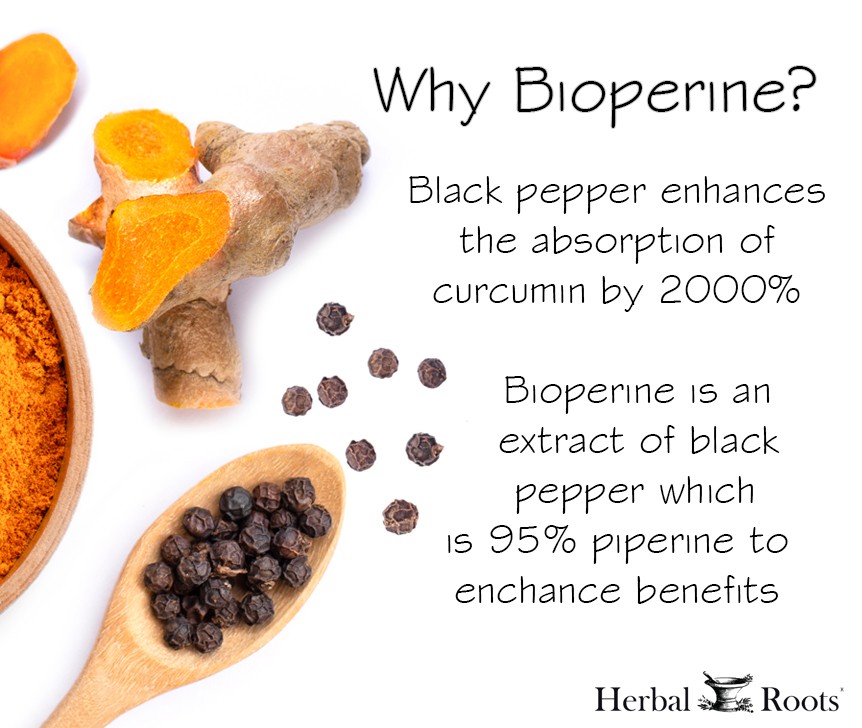 Why Bioperine?
Black pepper enhances
the absorption of
curcumin by 2000%
Bioperine is an
extract of black
pepper which
is 95% piperine to
enchance benefits
Herbal Roots